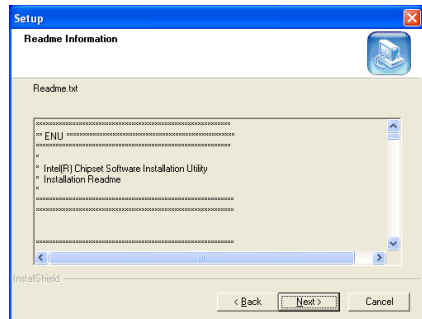 Setup
Readme Information
Readme.txt
** ENU **
*
* Intel(R) Chipset Software Installation Utility
* Installation Readme
*
InstallShield
< Back
Next >
Cancel